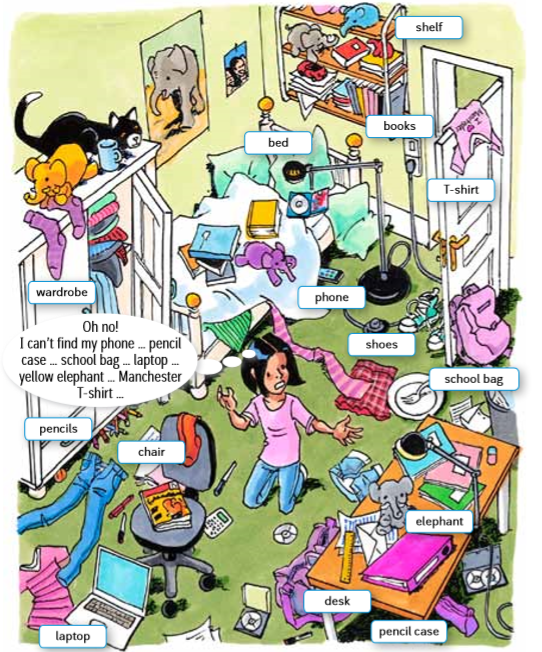 shelf
books
bed
T-shirt
wardrobe
phone
Oh no!
I can't find my phone ... pencil
case ... school bag ... laptop ...
yellow elephant ... Manchester
T-shirt ...
shoes
school bag
pencils
chair
elephant
desk
pencil case
laptop